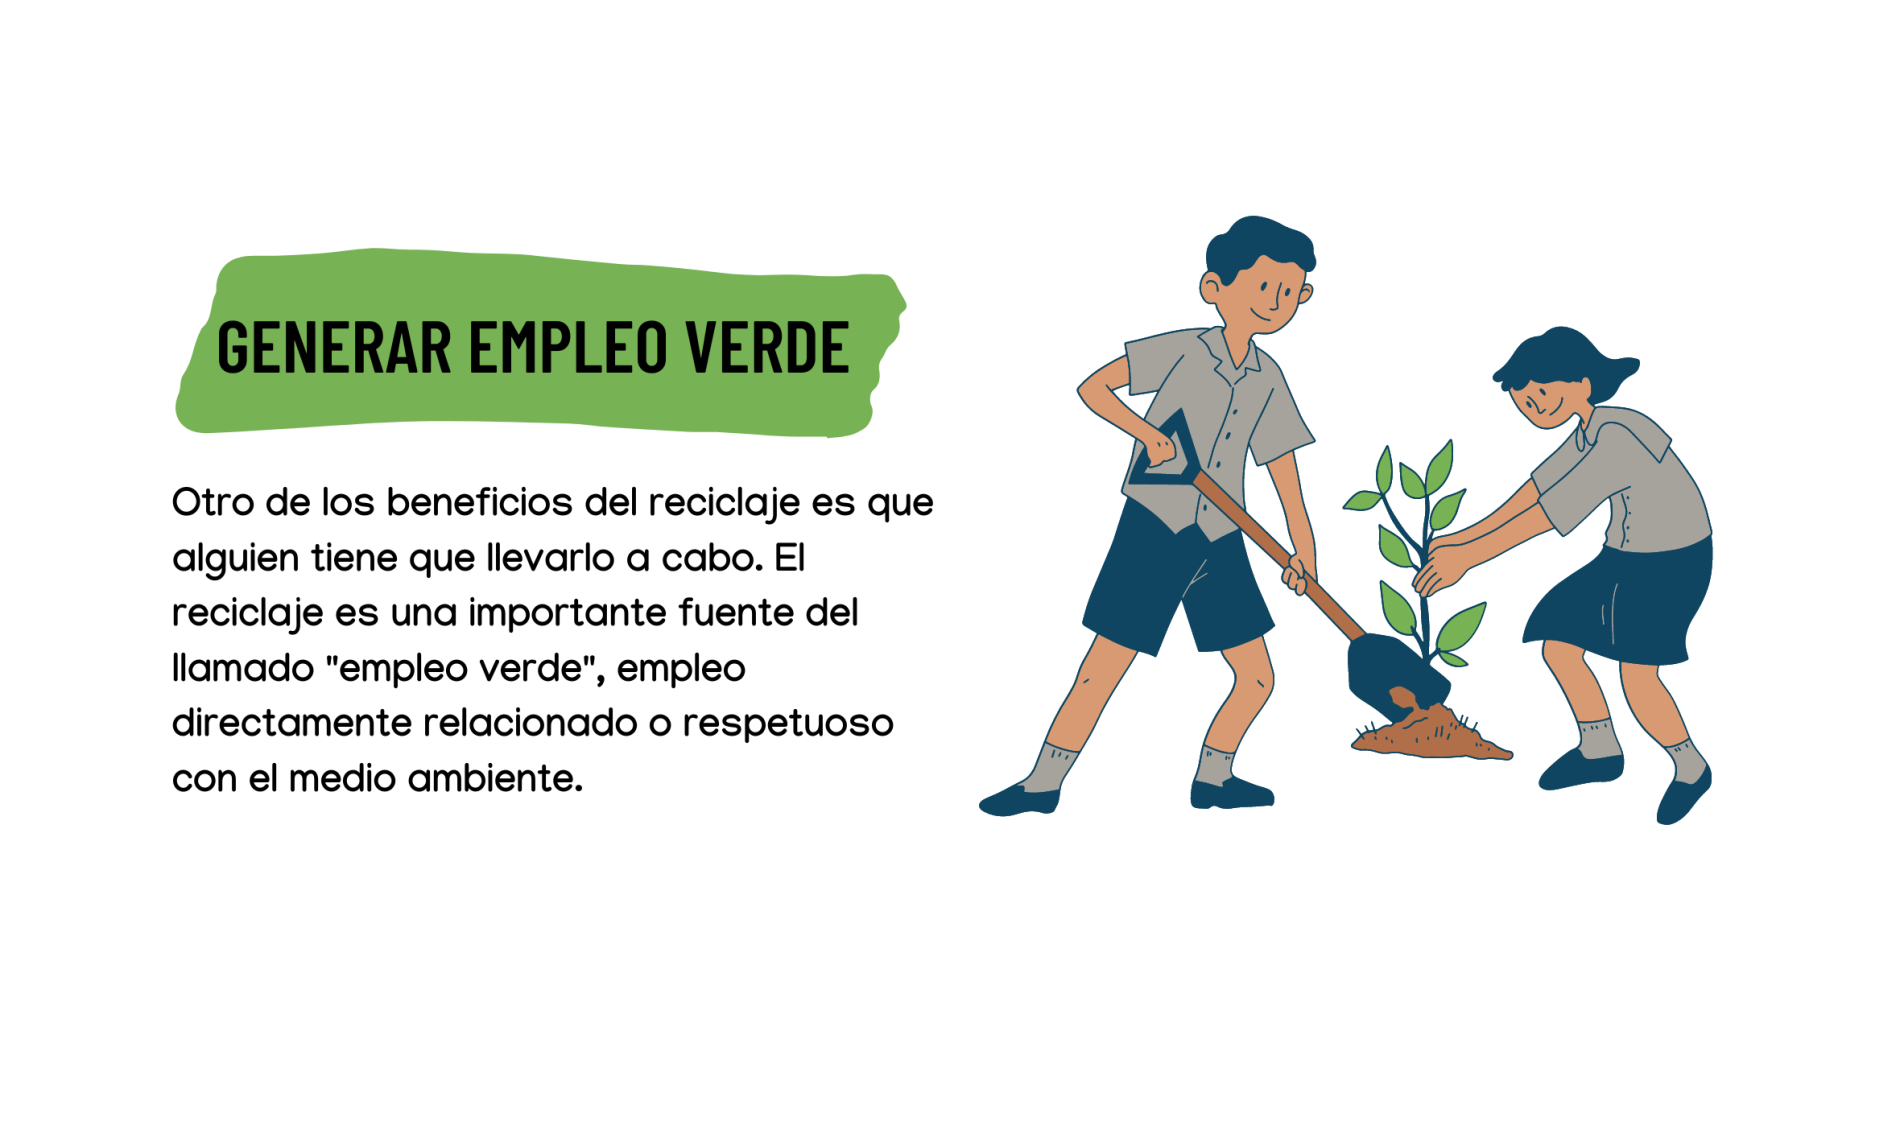 GENERAR EMPLEO VERDE
Otro de los beneficios del reciclaje es que
alguien tiene que llevarlo a cabo. El
reciclaje es una importante fuente del
llamado "empleo verde", empleo
directamente relacionado o respetuoso
con el medio ambiente.